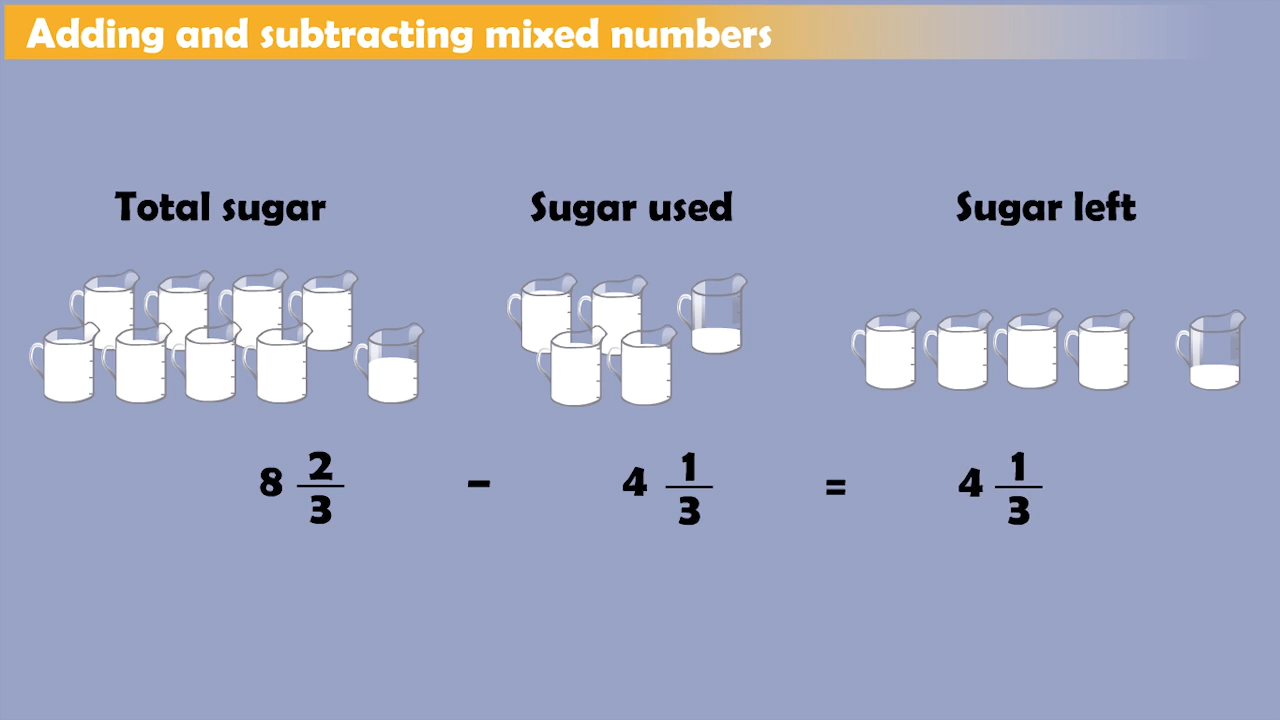 Adding and subtracting mixed numbers
Total sugar Sugar used Sugar left
8 2/3 – 4 1/3 = 4 1/3